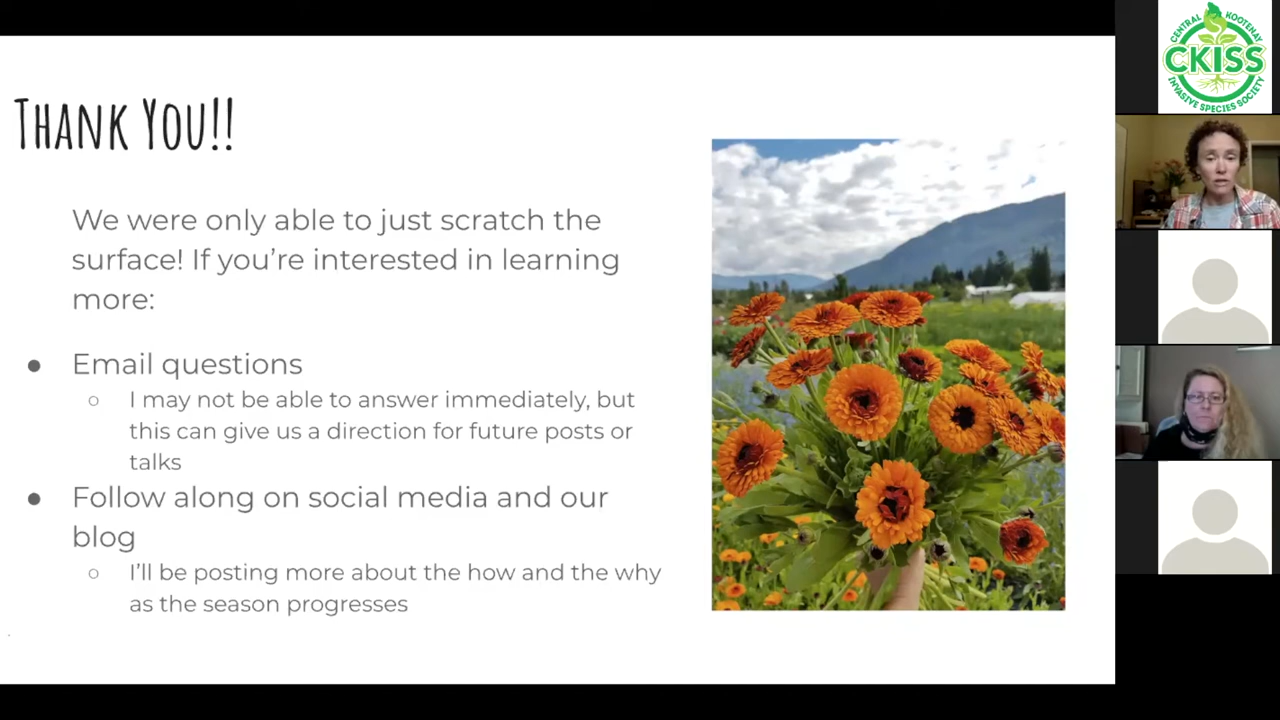 THANK YOU!!
We were only able to just scratch the
surface! If you're interested in learning
more:
● Email questions
○ I may not be able to answer immediately, but
this can give us a direction for future posts or
talks
● Follow along on social media and our
blog
○ I'll be posting more about the how and the why
as the season progresses
CENTRAL KOOTENAY
CKISS
INVASIVE SPECIES SOCIETY